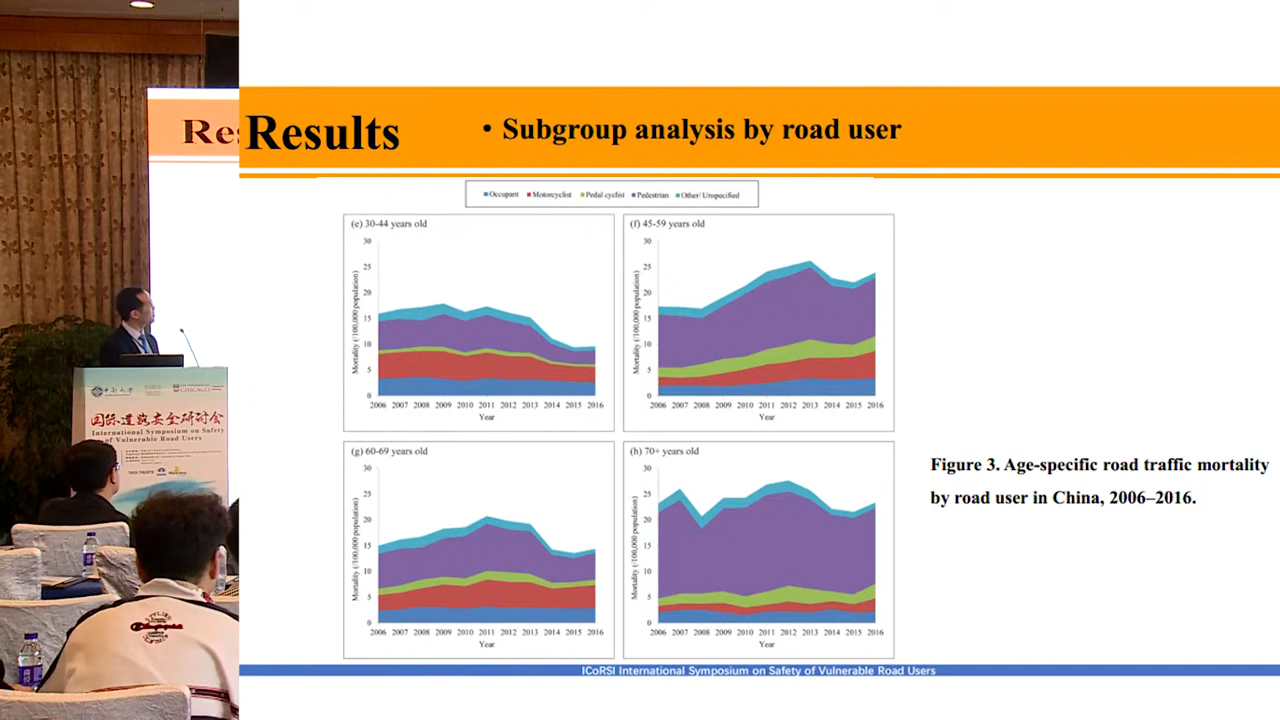 Res
Results
• Subgroup analysis by road user
Occupant Motorcyclist Pedal cyclist Pedestrian Other/ Unspecified
(e) 30-44 years old
Mortality (/100,000 population)
30
25
20
15
10
5
0
2006 2007 2008 2009 2010 2011 2012 2013 2014 2015 2016
Year
(f) 45-59 years old
Mortality (/100,000 population)
30
25
20
15
10
5
0
2006 2007 2008 2009 2010 2011 2012 2013 2014 2015 2016
Year
(g) 60-69 years old
Mortality (/100,000 population)
30
25
20
15
10
5
0
2006 2007 2008 2009 2010 2011 2012 2013 2014 2015 2016
Year
(h) 70+ years old
Mortality (/100,000 population)
30
25
20
15
10
5
0
2006 2007 2008 2009 2010 2011 2012 2013 2014 2015 2016
Year
Figure 3. Age-specific road traffic mortality
by road user in China, 2006–2016.
ICoRSI International Symposium on Safety of Vulnerable Road Users
中南大学
CHICAGO
国际道路安全研讨会
International Symposium on Safety
of Vulnerable Road Users
TATA TRUSTS